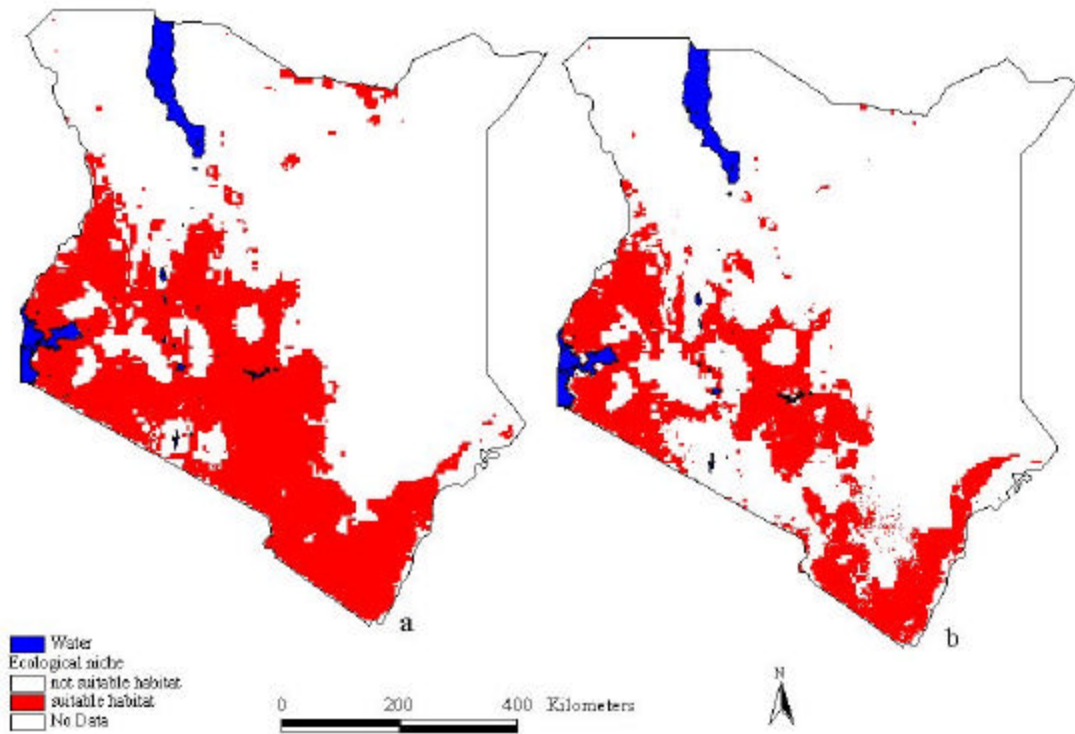 a
b
Water
Ecological niche
not suitable habitat
suitable habitat
No Data
0 200 400 Kilometers
N